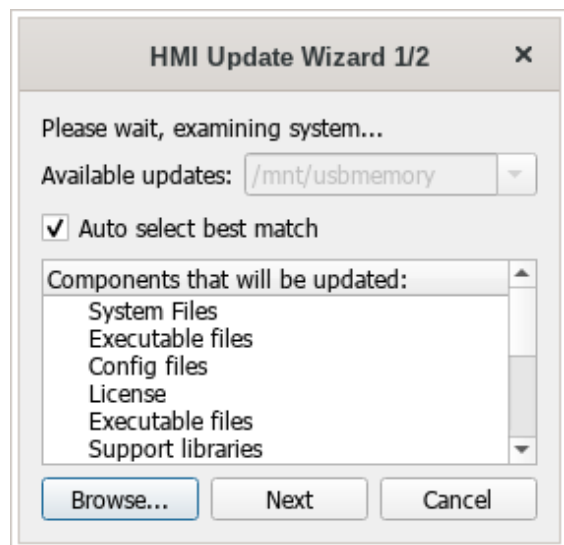 HMI Update Wizard 1/2
Please wait, examining system...
Available updates: /mnt/usbmemory
Auto select best match
Components that will be updated:
System Files
Executable files
Config files
License
Executable files
Support libraries
Browse... Next Cancel